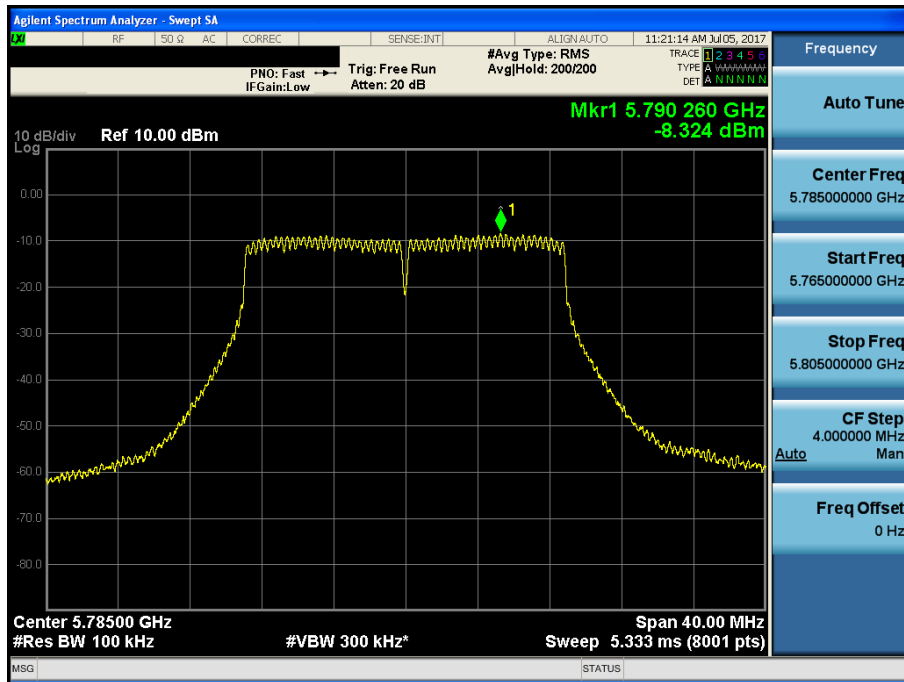 Agilent Spectrum Analyzer - Swept SA
LXI RF 50 Ω AC CORREC SENSE:INT ALIGN AUTO 11:21:14 AM Jul 05, 2017
PNO: Fast Trig: Free Run #Avg Type: RMS TRACE 1 2 3 4 5 6
IFGain:Low Atten: 20 dB Avg|Hold: 200/200 TYPE A WWWWW
DET A N N N N N
Mkr1 5.790 260 GHz
-8.324 dBm
10 dB/div Ref 10.00 dBm
Log
1
0.00
-10.0
-20.0
-30.0
-40.0
-50.0
-60.0
-70.0
-80.0
Center 5.78500 GHz Span 40.00 MHz
#Res BW 100 kHz #VBW 300 kHz* Sweep 5.333 ms (8001 pts)
MSG STATUS
Frequency
Auto Tune
Center Freq
5.785000000 GHz
Start Freq
5.765000000 GHz
Stop Freq
5.805000000 GHz
CF Step
4.000000 MHz
Auto Man
Freq Offset
0 Hz